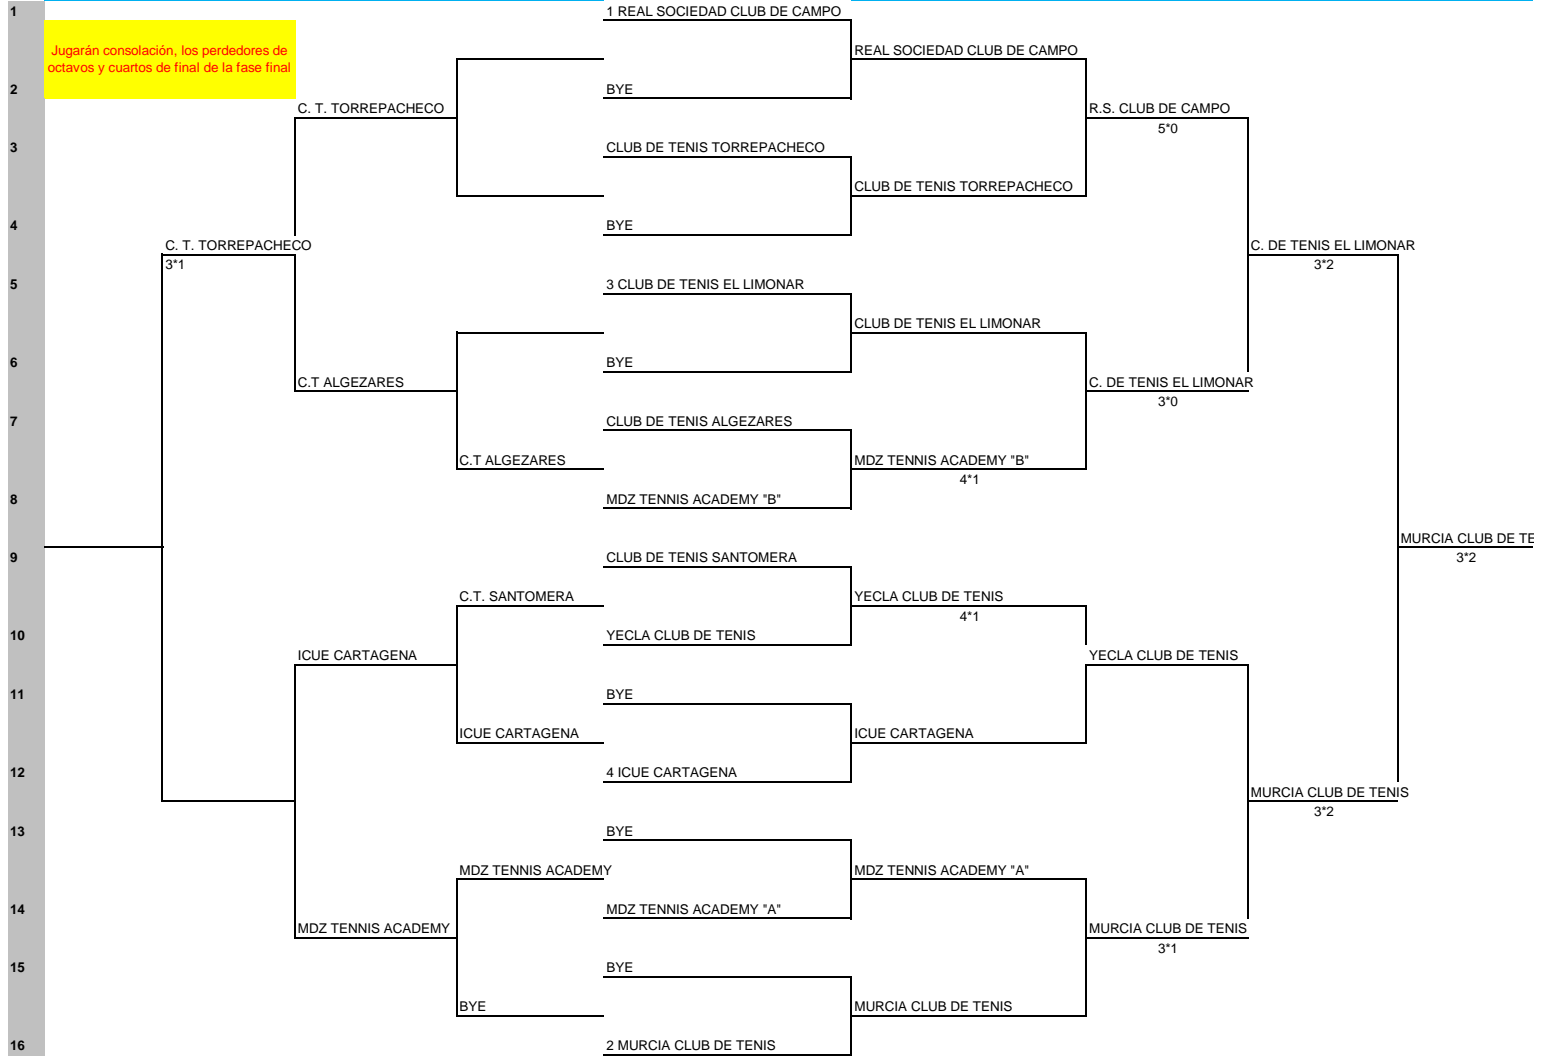 1
1 REAL SOCIEDAD CLUB DE CAMPO
Jugarán consolación, los perdedores de
octavos y cuartos de final de la fase final
REAL SOCIEDAD CLUB DE CAMPO
2
BYE
C. T. TORREPACHECO
R.S. CLUB DE CAMPO
5*0
3
CLUB DE TENIS TORREPACHECO
CLUB DE TENIS TORREPACHECO
4
BYE
C. T. TORREPACHECO
C. DE TENIS EL LIMONAR
3*1
3*2
5
3 CLUB DE TENIS EL LIMONAR
CLUB DE TENIS EL LIMONAR
6
BYE
C.T ALGEZARES
C. DE TENIS EL LIMONAR
3*0
7
CLUB DE TENIS ALGEZARES
C.T ALGEZARES
MDZ TENNIS ACADEMY "B"
4*1
8
MDZ TENNIS ACADEMY "B"
MURCIA CLUB DE TE
3*2
9
CLUB DE TENIS SANTOMERA
C.T. SANTOMERA
YECLA CLUB DE TENIS
4*1
10
YECLA CLUB DE TENIS
ICUE CARTAGENA
YECLA CLUB DE TENIS
11
BYE
ICUE CARTAGENA
ICUE CARTAGENA
12
4 ICUE CARTAGENA
MURCIA CLUB DE TENIS
3*2
13
BYE
MDZ TENNIS ACADEMY
MDZ TENNIS ACADEMY "A"
14
MDZ TENNIS ACADEMY "A"
MDZ TENNIS ACADEMY
MURCIA CLUB DE TENIS
3*1
15
BYE
BYE
MURCIA CLUB DE TENIS
16
2 MURCIA CLUB DE TENIS